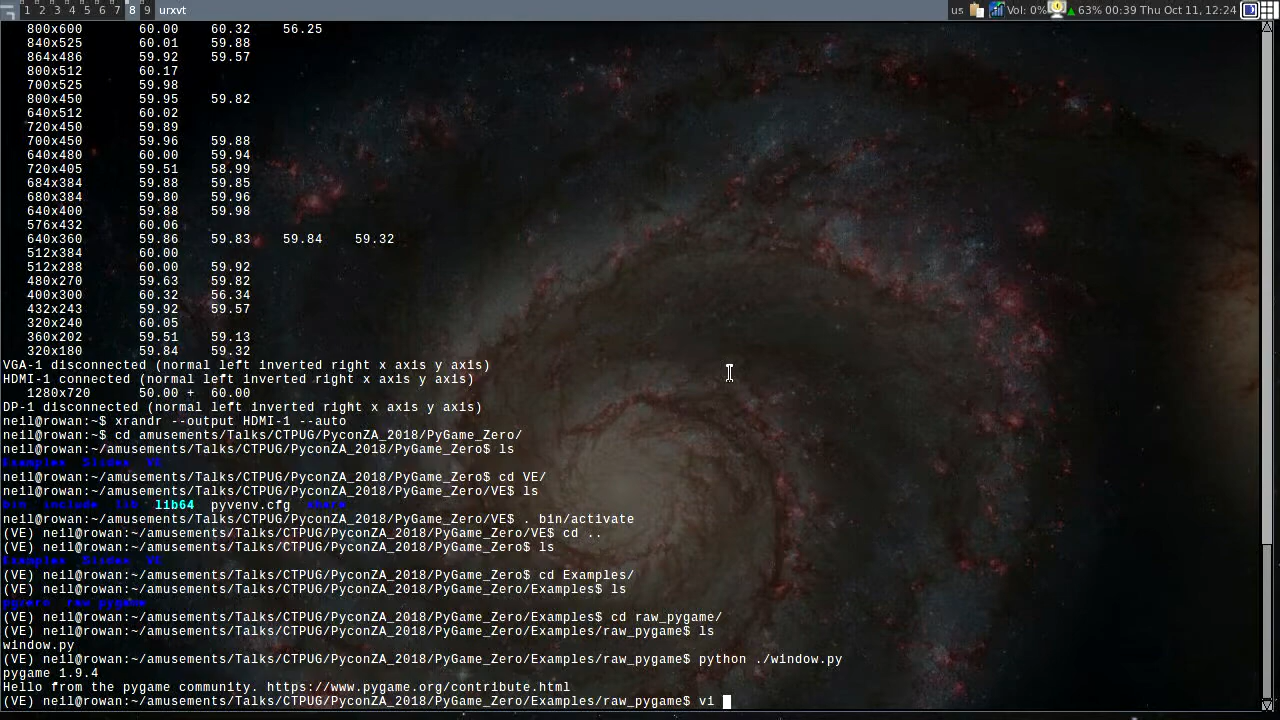 1 2 3 4 5 6 7 8 9 urxvt us Vol: 0% 63% 00:39 Thu Oct 11, 12:24
800x600 60.00 60.32 56.25
840x525 60.01 59.88
864x486 59.92 59.57
800x512 60.17
700x525 59.98
800x450 59.95 59.82
640x512 60.02
720x450 59.89
700x450 59.96 59.88
640x480 60.00 59.94
720x405 59.51 58.99
684x384 59.88 59.85
680x384 59.80 59.96
640x400 59.88 59.98
576x432 60.06
640x360 59.86 59.83 59.84 59.32
512x384 60.00
512x288 60.00 59.92
480x270 59.63 59.82
400x300 60.32 56.34
432x243 59.92 59.57
320x240 60.05
360x202 59.51 59.13
320x180 59.84 59.32
VGA-1 disconnected (normal left inverted right x axis y axis)
HDMI-1 connected (normal left inverted right x axis y axis)
1280x720 50.00 + 60.00
DP-1 disconnected (normal left inverted right x axis y axis)
neil@rowan:~$ xrandr --output HDMI-1 --auto
neil@rowan:~$ cd amusements/Talks/CTPUG/PyconZA_2018/PyGame_Zero/
neil@rowan:~/amusements/Talks/CTPUG/PyconZA_2018/PyGame_Zero$ ls
Examples Slides VE
neil@rowan:~/amusements/Talks/CTPUG/PyconZA_2018/PyGame_Zero$ cd VE/
neil@rowan:~/amusements/Talks/CTPUG/PyconZA_2018/PyGame_Zero/VE$ ls
bin include lib lib64 pyvenv.cfg share
neil@rowan:~/amusements/Talks/CTPUG/PyconZA_2018/PyGame_Zero/VE$ . bin/activate
(VE) neil@rowan:~/amusements/Talks/CTPUG/PyconZA_2018/PyGame_Zero/VE$ cd ..
(VE) neil@rowan:~/amusements/Talks/CTPUG/PyconZA_2018/PyGame_Zero$ ls
Examples Slides VE
(VE) neil@rowan:~/amusements/Talks/CTPUG/PyconZA_2018/PyGame_Zero$ cd Examples/
(VE) neil@rowan:~/amusements/Talks/CTPUG/PyconZA_2018/PyGame_Zero/Examples$ ls
pgzero raw_pygame
(VE) neil@rowan:~/amusements/Talks/CTPUG/PyconZA_2018/PyGame_Zero/Examples$ cd raw_pygame/
(VE) neil@rowan:~/amusements/Talks/CTPUG/PyconZA_2018/PyGame_Zero/Examples/raw_pygame$ ls
window.py
(VE) neil@rowan:~/amusements/Talks/CTPUG/PyconZA_2018/PyGame_Zero/Examples/raw_pygame$ python ./window.py
pygame 1.9.4
Hello from the pygame community. https://www.pygame.org/contribute.html
(VE) neil@rowan:~/amusements/Talks/CTPUG/PyconZA_2018/PyGame_Zero/Examples/raw_pygame$ vi